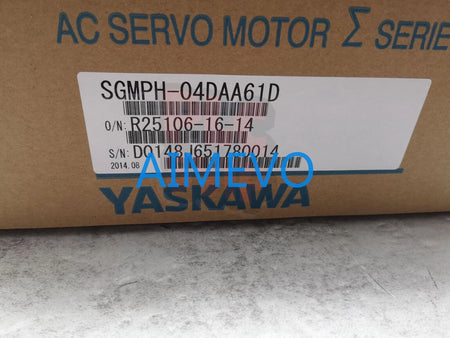 AC SERVO MOTOR Σ SERIE
SGMPH-04DAA61D
O/N: R25106-16-14
S/N: D0148J651780014
2014.08
AIMEVO
YASKAWA